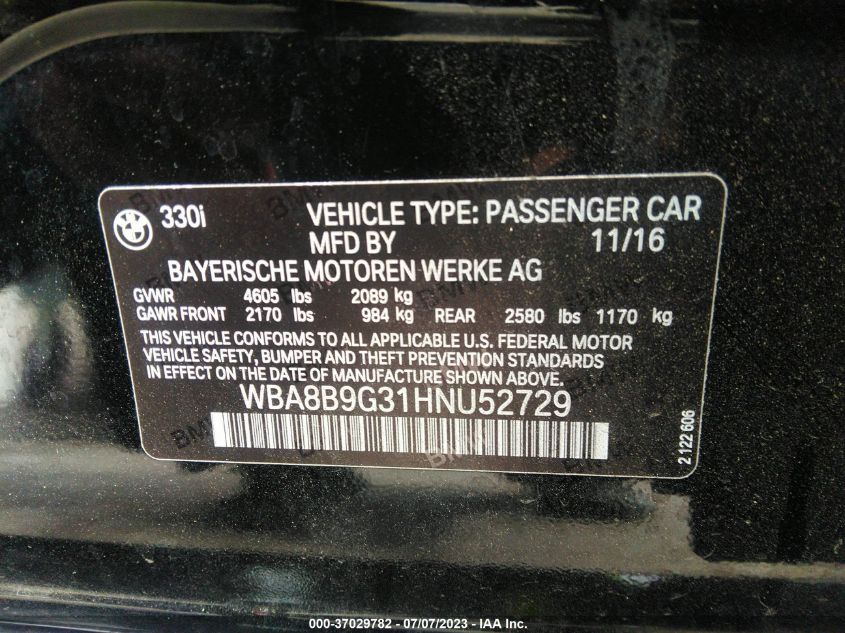 330i VEHICLE TYPE: PASSENGER CAR
MFD BY 11/16
BAYERISCHE MOTOREN WERKE AG
GVWR 4605 lbs 2089 kg
GAWR FRONT 2170 lbs 984 kg REAR 2580 lbs 1170 kg
THIS VEHICLE CONFORMS TO ALL APPLICABLE U.S. FEDERAL MOTOR
VEHICLE SAFETY, BUMPER AND THEFT PREVENTION STANDARDS
IN EFFECT ON THE DATE OF MANUFACTURE SHOWN ABOVE.
WBA8B9G31HNU52729
2 122 606
000-37029782 - 07/07/2023 - IAA Inc.